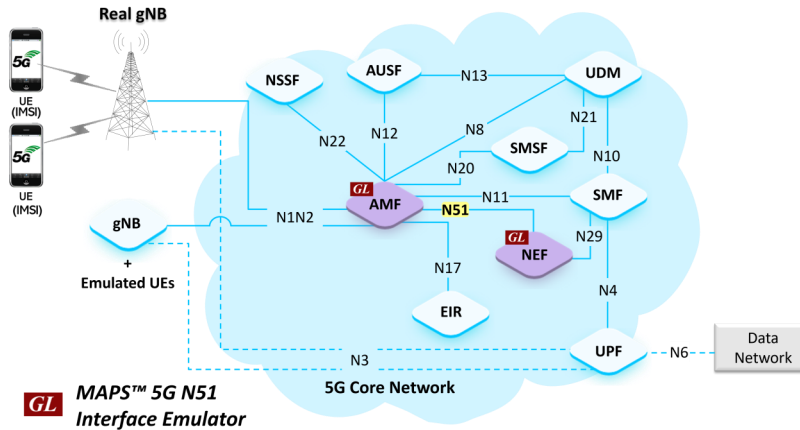 Real gNB
5G
UE
(IMSI)
5G
UE
(IMSI)
gNB
+
Emulated UEs
NSSF
AUSF
N13
UDM
N22
N12
N8
N21
SMSF
N20
N10
GL
AMF
N11
SMF
N1N2
N51
GL
NEF
N29
N17
N4
EIR
UPF
N6
Data
Network
N3
5G Core Network
GL
MAPS™ 5G N51
Interface Emulator